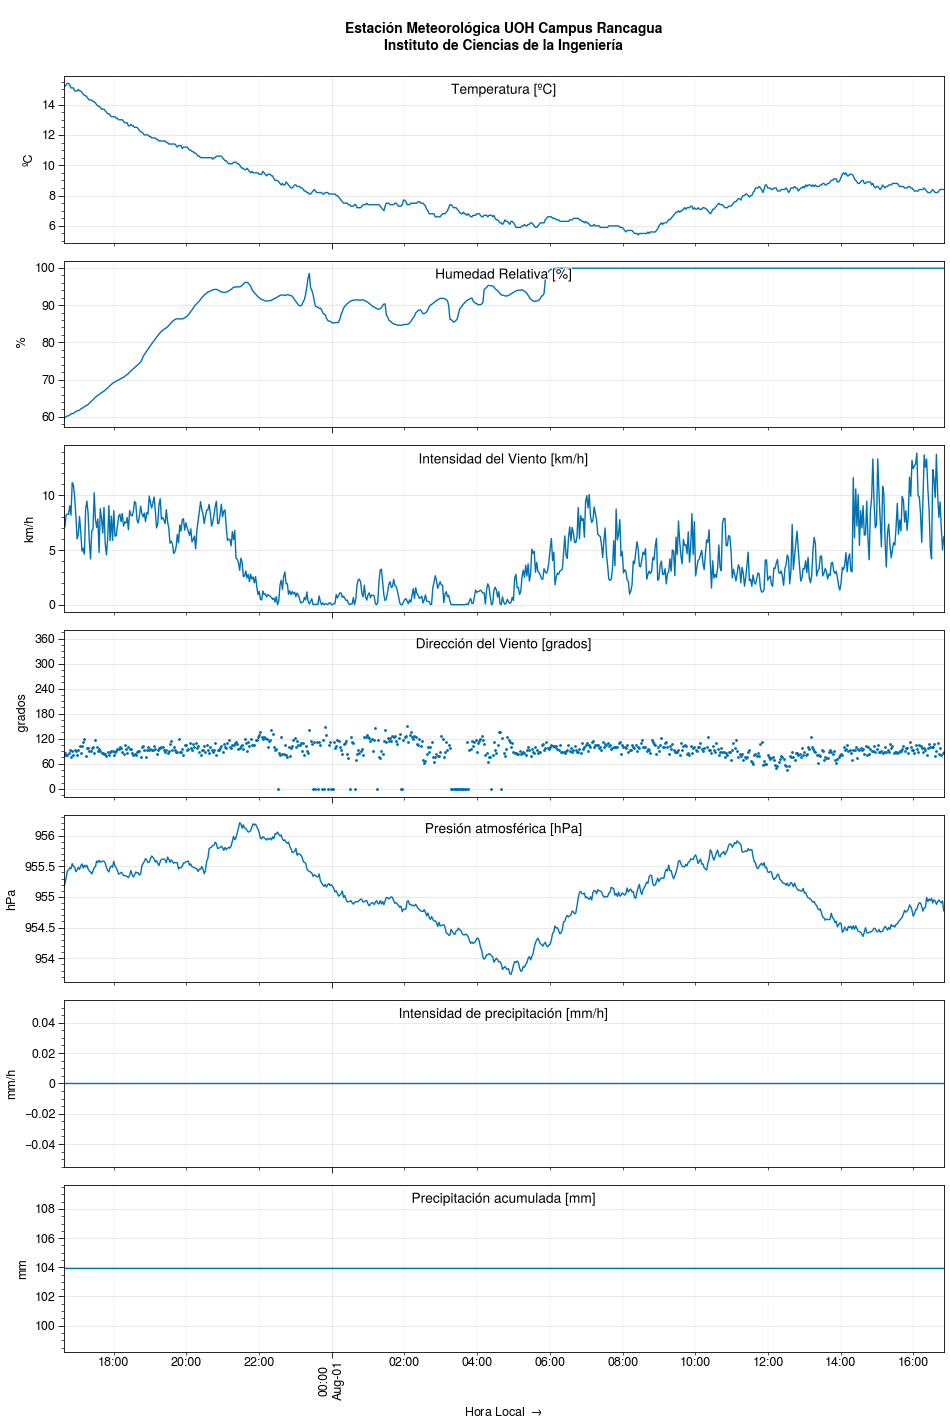 Estación Meteorológica UOH Campus Rancagua
Instituto de Ciencias de la Ingeniería
Temperatura [ºC]
ºC
14
12
10
8
6
Humedad Relativa [%]
%
100
90
80
70
60
Intensidad del Viento [km/h]
km/h
10
5
0
Dirección del Viento [grados]
grados
360
300
240
180
120
60
0
Presión atmosférica [hPa]
hPa
956
955.5
955
954.5
954
Intensidad de precipitación [mm/h]
mm/h
0.04
0.02
0
−0.02
−0.04
Precipitación acumulada [mm]
mm
108
106
104
102
100
18:00 20:00 22:00 00:00 02:00 04:00 06:00 08:00 10:00 12:00 14:00 16:00
Aug-01
Hora Local →